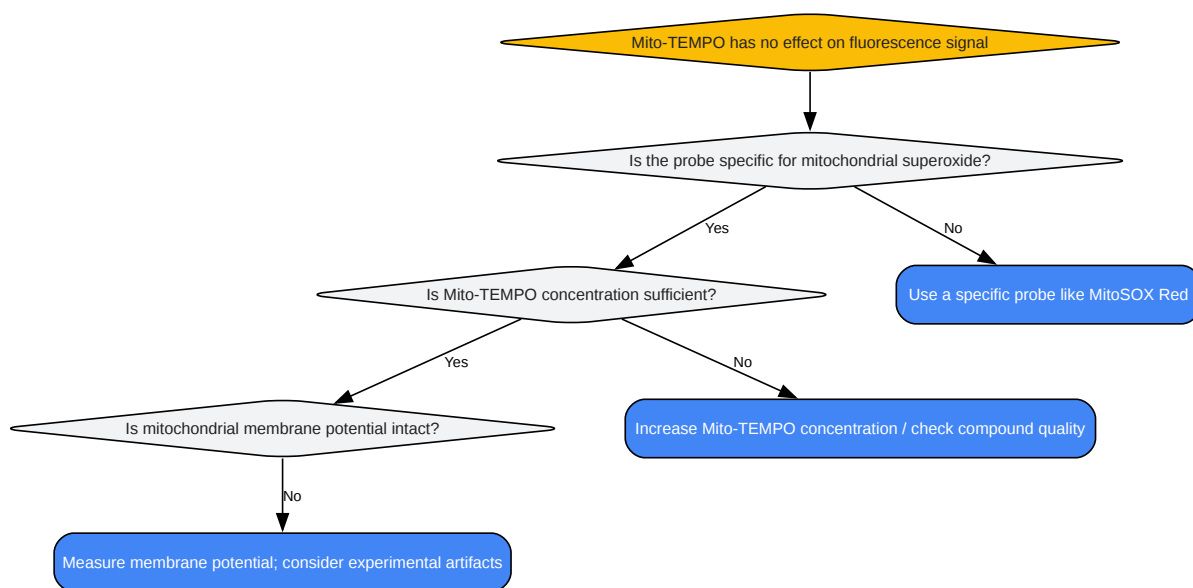 Mito-TEMPO has no effect on fluorescence signal
Is the probe specific for mitochondrial superoxide?
Yes
No
Is Mito-TEMPO concentration sufficient?
Use a specific probe like MitoSOX Red
Yes
No
Is mitochondrial membrane potential intact?
Increase Mito-TEMPO concentration / check compound quality
No
Measure membrane potential; consider experimental artifacts